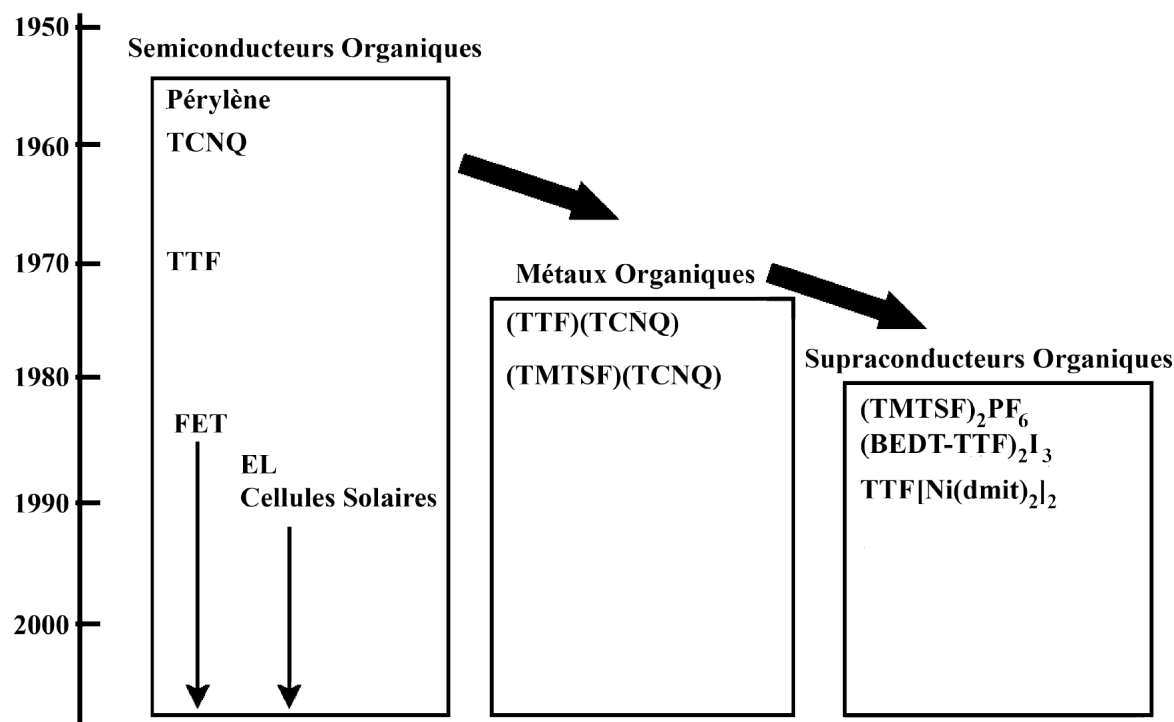 1950
1960
1970
1980
1990
2000
Semiconducteurs Organiques
Pérylène
TCNQ
TTF
FET
EL
Cellules Solaires
Métaux Organiques
(TTF)(TCNQ)
(TMTSF)(TCNQ)
Supraconducteurs Organiques
(TMTSF)₂PF₆
(BEDT-TTF)₂I₃
TTF[Ni(dmit)₂]₂